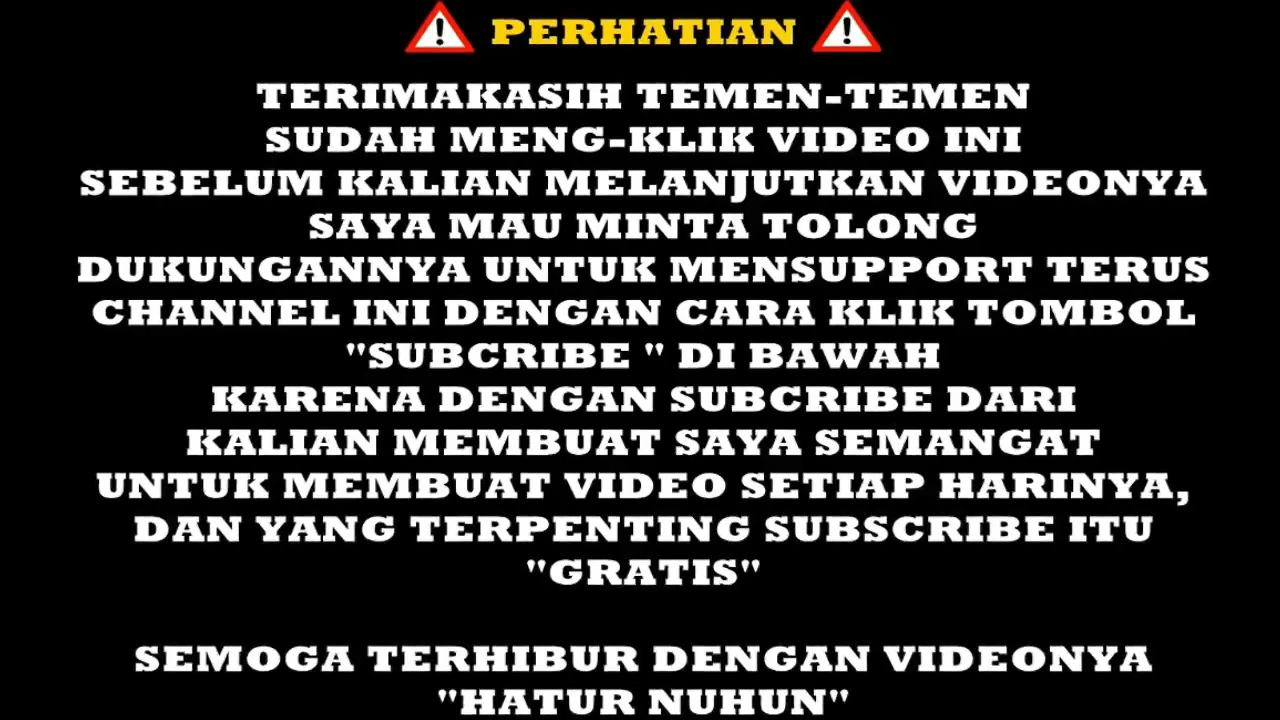 PERHATIAN
TERIMAKASIH TEMEN-TEMEN
SUDAH MENG-KLIK VIDEO INI
SEBELUM KALIAN MELANJUTKAN VIDEONYA
SAYA MAU MINTA TOLONG
DUKUNGANNYA UNTUK MENSUPPORT TERUS
CHANNEL INI DENGAN CARA KLIK TOMBOL
"SUBCRIBE " DI BAWAH
KARENA DENGAN SUBCRIBE DARI
KALIAN MEMBUAT SAYA SEMANGAT
UNTUK MEMBUAT VIDEO SETIAP HARINYA,
DAN YANG TERPENTING SUBSCRIBE ITU
"GRATIS"
SEMOGA TERHIBUR DENGAN VIDEONYA
"HATUR NUHUN"